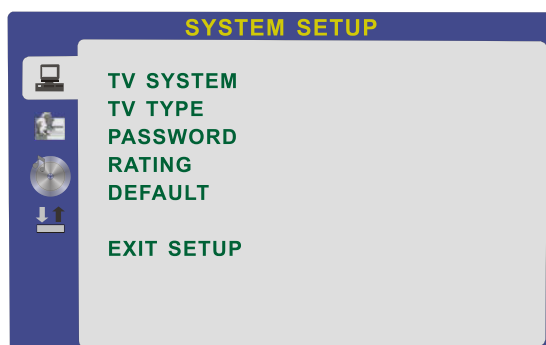 SYSTEM SETUP
TV SYSTEM
TV TYPE
PASSWORD
RATING
DEFAULT
EXIT SETUP